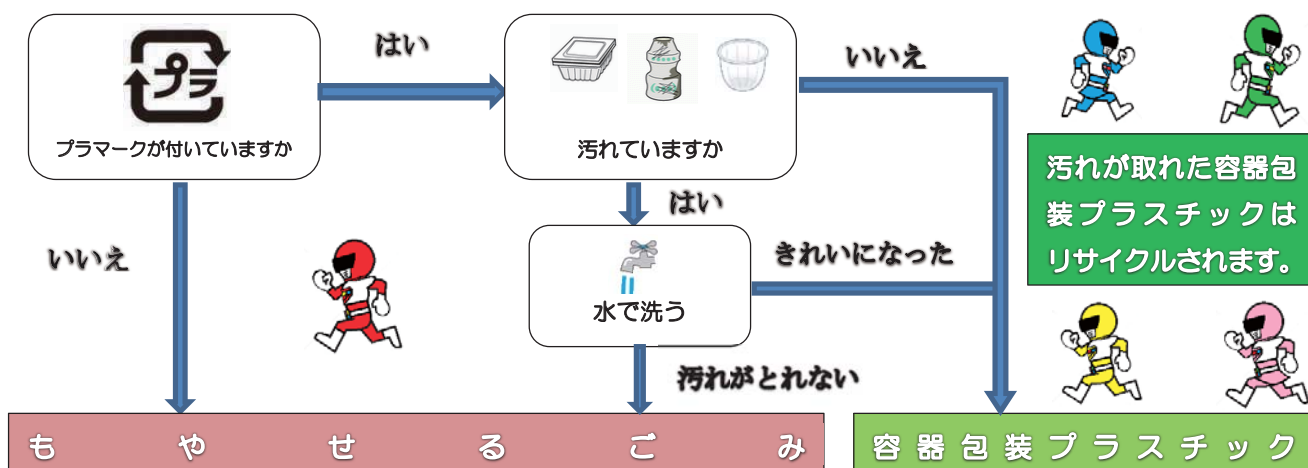 プラ
プラマークが付いていますか
はい
汚れていますか
いいえ
汚れが取れた容器包
装プラスチックは
リサイクルされます。
はい
いいえ
水で洗う
きれいになった
汚れがとれない
もやせるごみ
容器包装プラスチック